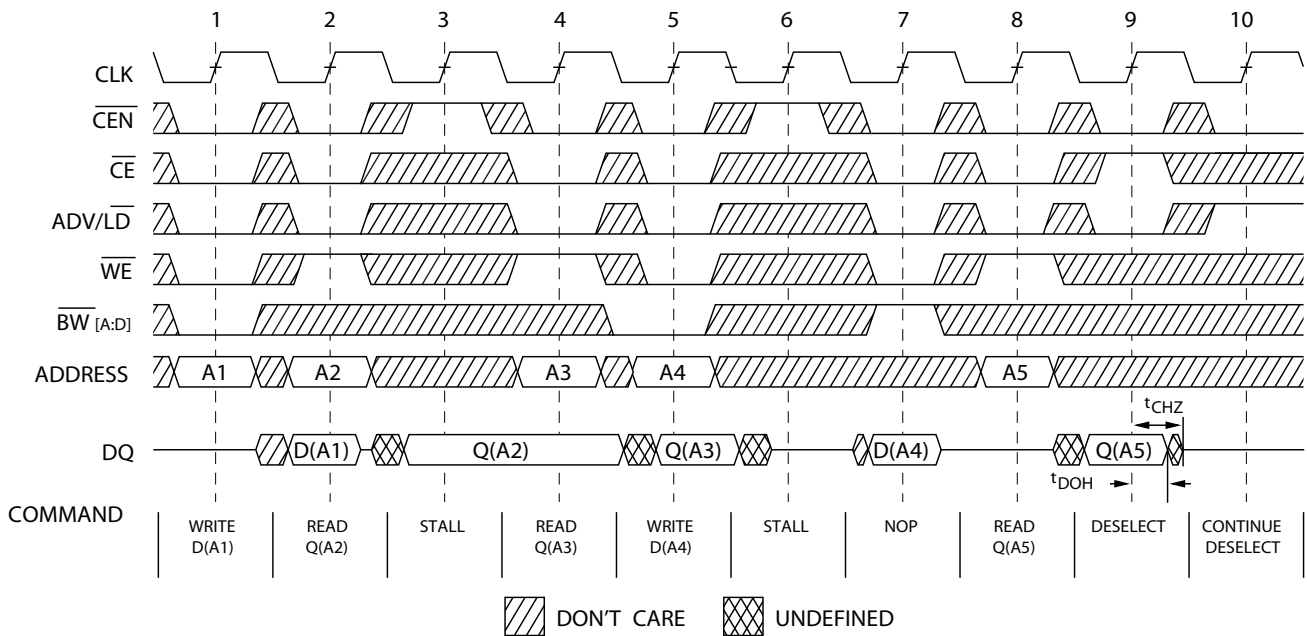 1 2 3 4 5 6 7 8 9 10
CLK
CEN
CE
ADV/LD
WE
BW [A:D]
ADDRESS A1 A2 A3 A4 A5
tCHZ
DQ D(A1) Q(A2) Q(A3) D(A4) Q(A5)
tDOH
COMMAND
WRITE READ STALL READ WRITE STALL NOP READ DESELECT CONTINUE
D(A1) Q(A2) Q(A3) D(A4) Q(A5) DESELECT
DON'T CARE UNDEFINED